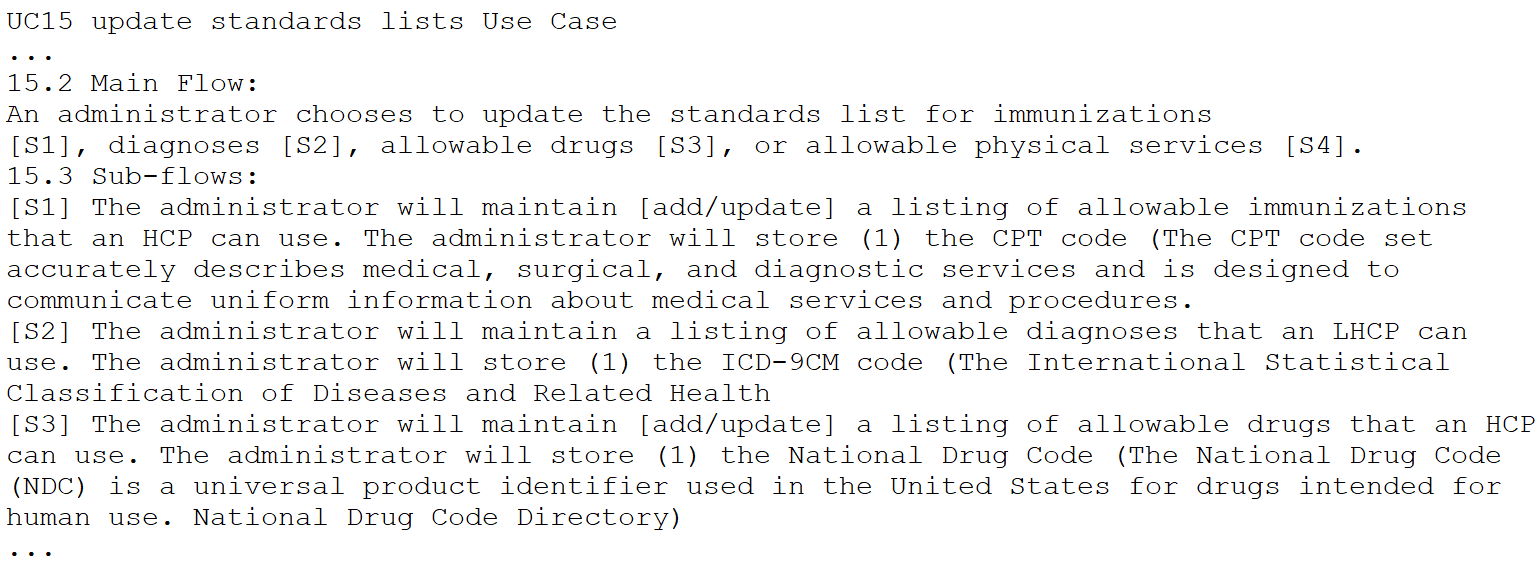 UC15 update standards lists Use Case
...
15.2 Main Flow:
An administrator chooses to update the standards list for immunizations
[S1], diagnoses [S2], allowable drugs [S3], or allowable physical services [S4].
15.3 Sub-flows:
[S1] The administrator will maintain [add/update] a listing of allowable immunizations
that an HCP can use. The administrator will store (1) the CPT code (The CPT code set
accurately describes medical, surgical, and diagnostic services and is designed to
communicate uniform information about medical services and procedures.
[S2] The administrator will maintain a listing of allowable diagnoses that an LHCP can
use. The administrator will store (1) the ICD-9CM code (The International Statistical
Classification of Diseases and Related Health
[S3] The administrator will maintain [add/update] a listing of allowable drugs that an HCP
can use. The administrator will store (1) the National Drug Code (The National Drug Code
(NDC) is a universal product identifier used in the United States for drugs intended for
human use. National Drug Code Directory)
...